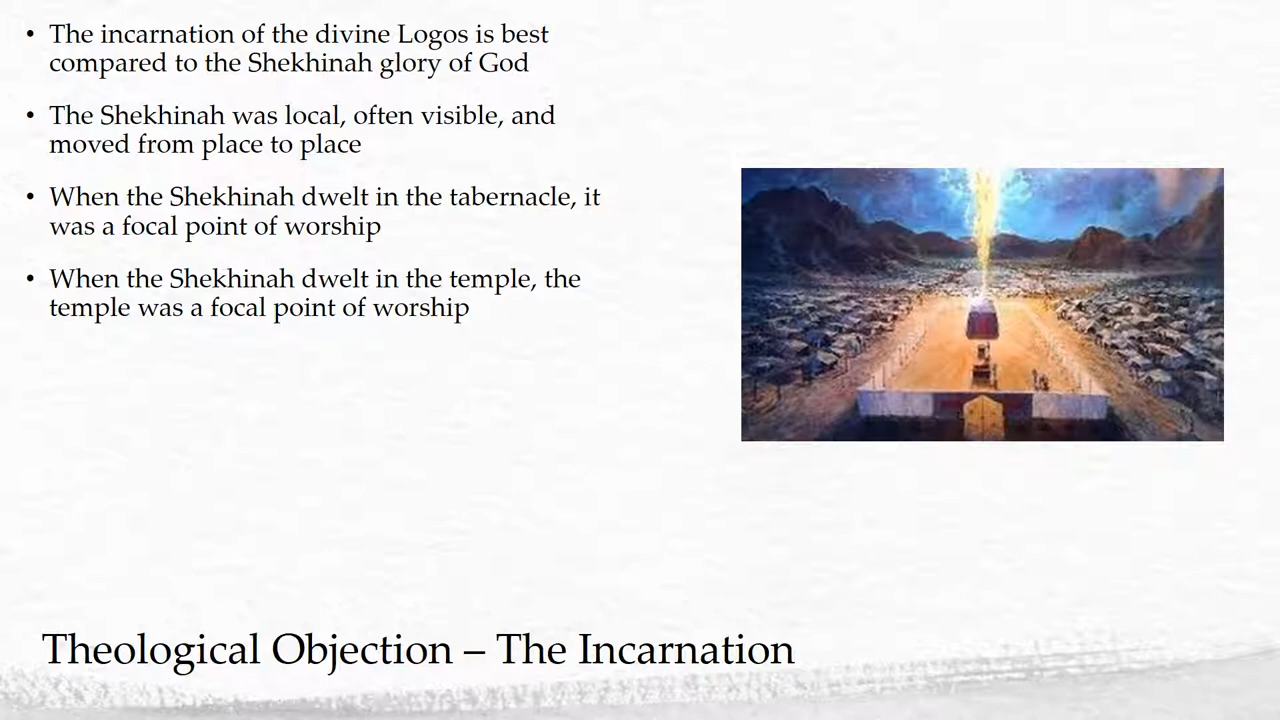 • The incarnation of the divine Logos is best
compared to the Shekhinah glory of God
• The Shekhinah was local, often visible, and
moved from place to place
• When the Shekhinah dwelt in the tabernacle, it
was a focal point of worship
• When the Shekhinah dwelt in the temple, the
temple was a focal point of worship
Theological Objection – The Incarnation